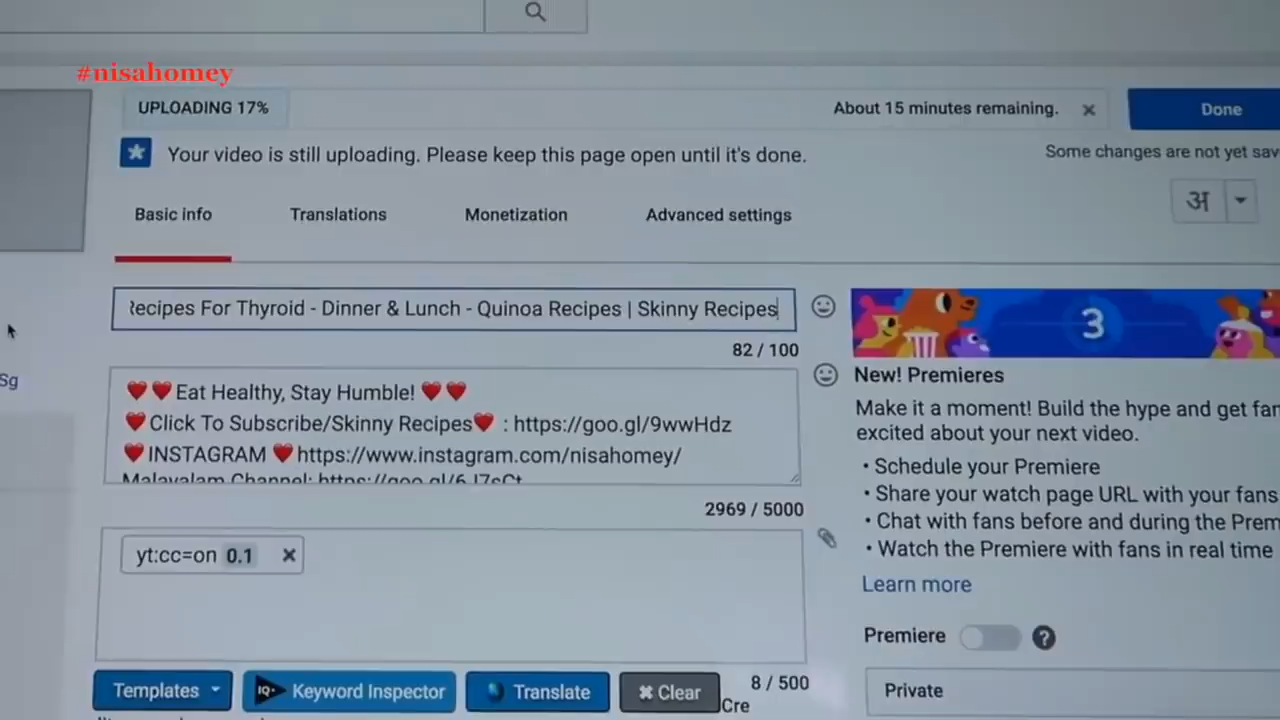 #nisahomey
UPLOADING 17%
About 15 minutes remaining.
Done
Your video is still uploading. Please keep this page open until it's done.
Some changes are not yet sav
Basic info
Translations
Monetization
Advanced settings
अ
Recipes For Thyroid - Dinner & Lunch - Quinoa Recipes | Skinny Recipes
82 / 100
3
Sg
❤❤Eat Healthy, Stay Humble! ❤❤
❤Click To Subscribe/Skinny Recipes❤ : https://goo.gl/9wwHdz
❤INSTAGRAM ❤https://www.instagram.com/nisahomey/
Malayalam Channel:
2969 / 5000
New! Premieres
Make it a moment! Build the hype and get fan
excited about your next video.
• Schedule your Premiere
• Share your watch page URL with your fans
• Chat with fans before and during the Prem
• Watch the Premiere with fans in real time
Learn more
yt:cc=on 0.1
Premiere
?
Templates
IQ+ Keyword Inspector
Translate
Clear
8 / 500
Cre
Private